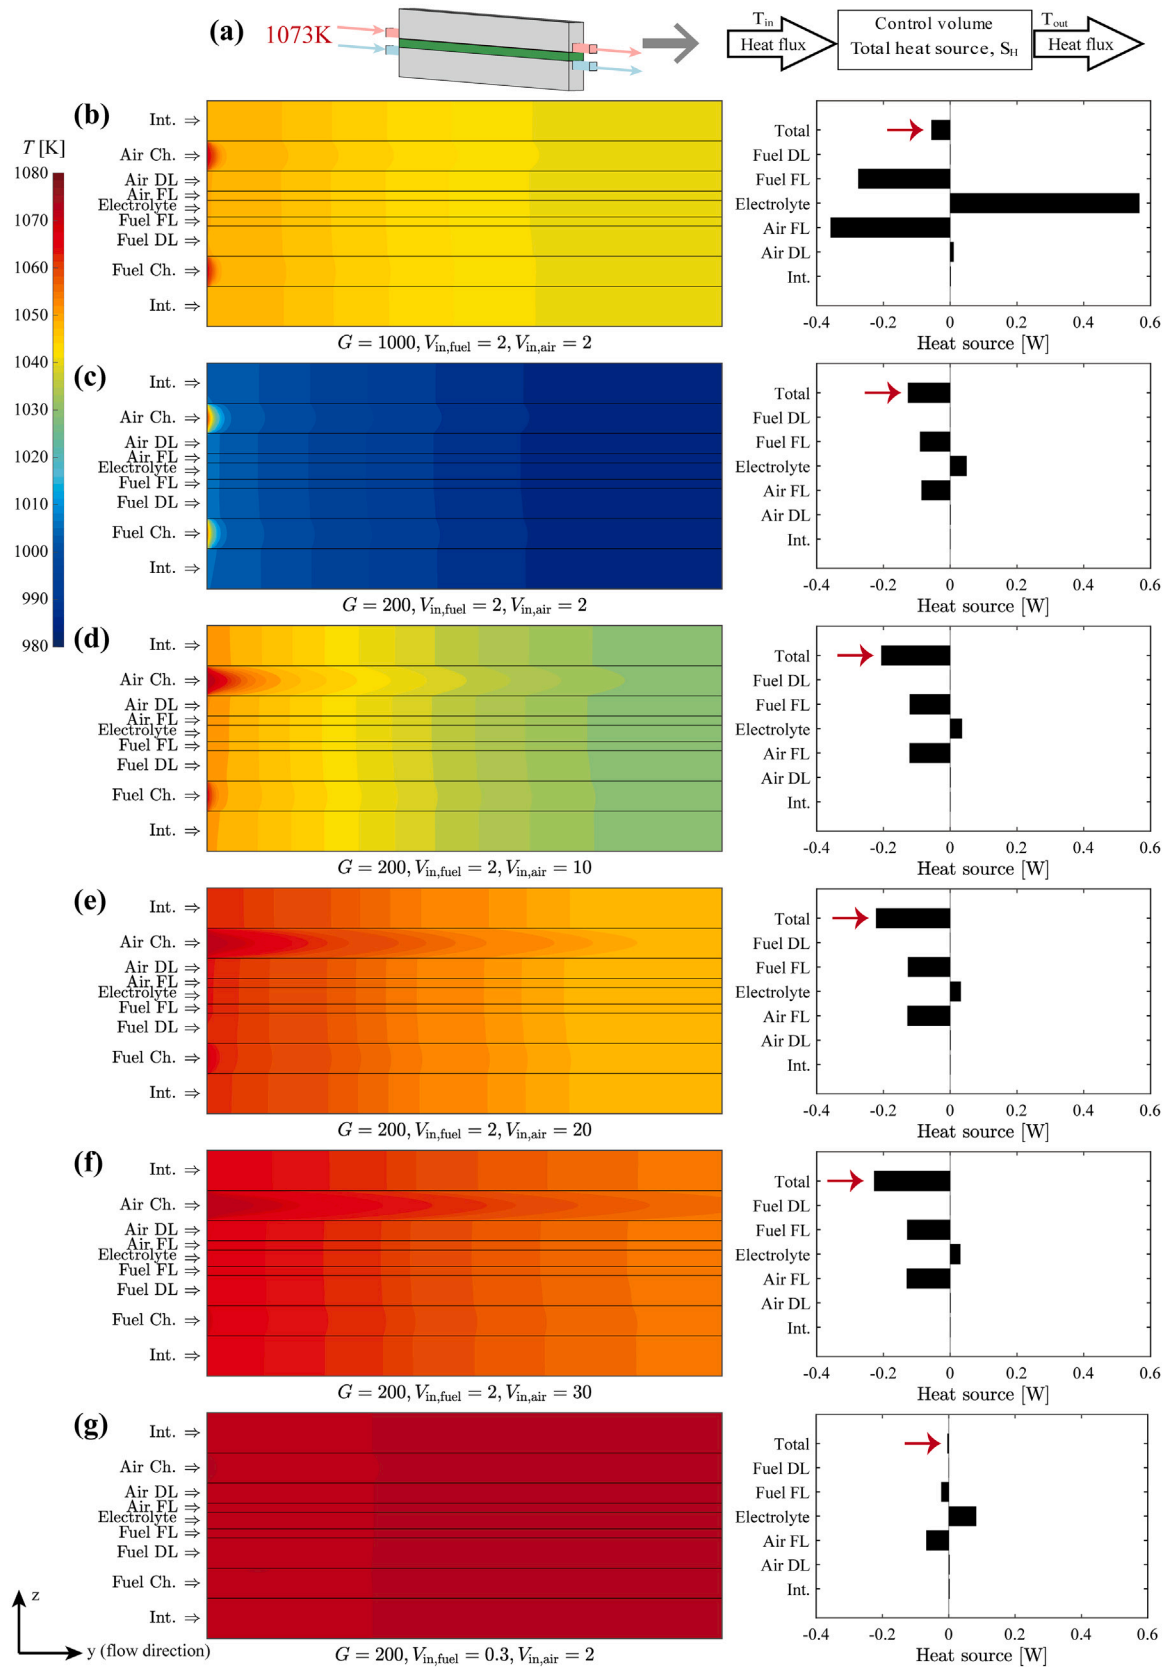 (a)
1073K
T_in
Heat flux
Control volume
Total heat source, S_H
T_out
Heat flux
T [K]
1080
1070
1060
1050
1040
1030
1020
1010
1000
990
980
(b)
Int. ⇒
Air Ch. ⇒
Air DL ⇒
Air FL ⇒
Electrolyte ⇒
Fuel FL ⇒
Fuel DL ⇒
Fuel Ch. ⇒
Int. ⇒
G = 1000, V_in,fuel = 2, V_in,air = 2
Total
Fuel DL
Fuel FL
Electrolyte
Air FL
Air DL
Int.
-0.4 -0.2 0 0.2 0.4 0.6
Heat source [W]
(c)
Int. ⇒
Air Ch. ⇒
Air DL ⇒
Air FL ⇒
Electrolyte ⇒
Fuel FL ⇒
Fuel DL ⇒
Fuel Ch. ⇒
Int. ⇒
G = 200, V_in,fuel = 2, V_in,air = 2
Total
Fuel DL
Fuel FL
Electrolyte
Air FL
Air DL
Int.
-0.4 -0.2 0 0.2 0.4 0.6
Heat source [W]
(d)
Int. ⇒
Air Ch. ⇒
Air DL ⇒
Air FL ⇒
Electrolyte ⇒
Fuel FL ⇒
Fuel DL ⇒
Fuel Ch. ⇒
Int. ⇒
G = 200, V_in,fuel = 2, V_in,air = 10
Total
Fuel DL
Fuel FL
Electrolyte
Air FL
Air DL
Int.
-0.4 -0.2 0 0.2 0.4 0.6
Heat source [W]
(e)
Int. ⇒
Air Ch. ⇒
Air DL ⇒
Air FL ⇒
Electrolyte ⇒
Fuel FL ⇒
Fuel DL ⇒
Fuel Ch. ⇒
Int. ⇒
G = 200, V_in,fuel = 2, V_in,air = 20
Total
Fuel DL
Fuel FL
Electrolyte
Air FL
Air DL
Int.
-0.4 -0.2 0 0.2 0.4 0.6
Heat source [W]
(f)
Int. ⇒
Air Ch. ⇒
Air DL ⇒
Air FL ⇒
Electrolyte ⇒
Fuel FL ⇒
Fuel DL ⇒
Fuel Ch. ⇒
Int. ⇒
G = 200, V_in,fuel = 2, V_in,air = 30
Total
Fuel DL
Fuel FL
Electrolyte
Air FL
Air DL
Int.
-0.4 -0.2 0 0.2 0.4 0.6
Heat source [W]
(g)
Int. ⇒
Air Ch. ⇒
Air DL ⇒
Air FL ⇒
Electrolyte ⇒
Fuel FL ⇒
Fuel DL ⇒
Fuel Ch. ⇒
Int. ⇒
G = 200, V_in,fuel = 0.3, V_in,air = 2
Total
Fuel DL
Fuel FL
Electrolyte
Air FL
Air DL
Int.
-0.4 -0.2 0 0.2 0.4 0.6
Heat source [W]
z
y (flow direction)